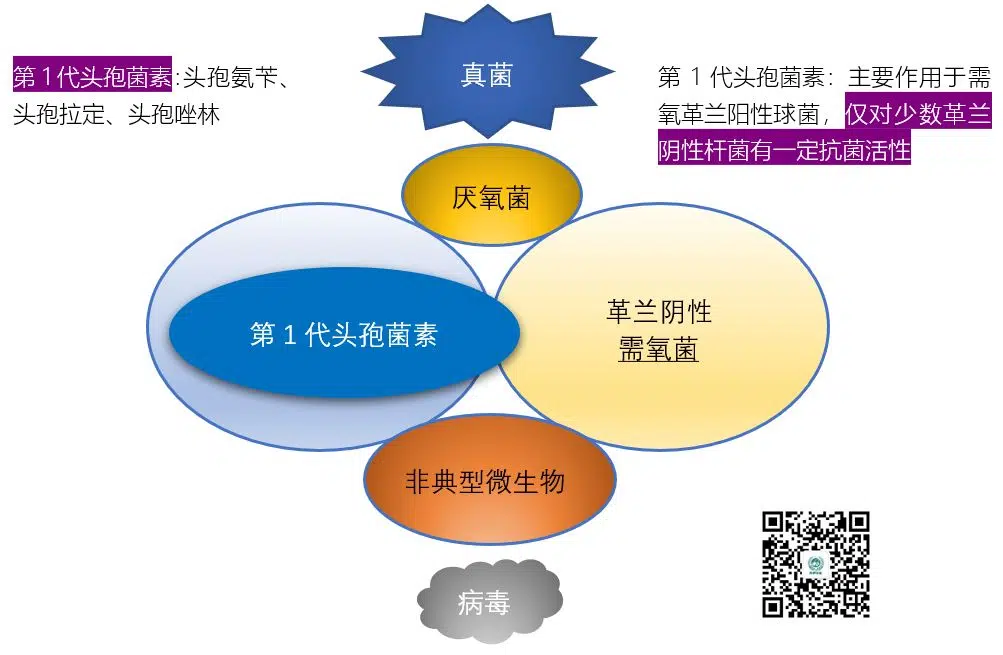 第1代头孢菌素:头孢氨苄、
头孢拉定、头孢唑林
真菌
第 1 代头孢菌素：主要作用于需
氧革兰阳性球菌，仅对少数革兰
阴性杆菌有一定抗菌活性
厌氧菌
第 1 代头孢菌素
革兰阴性
需氧菌
非典型微生物
病毒